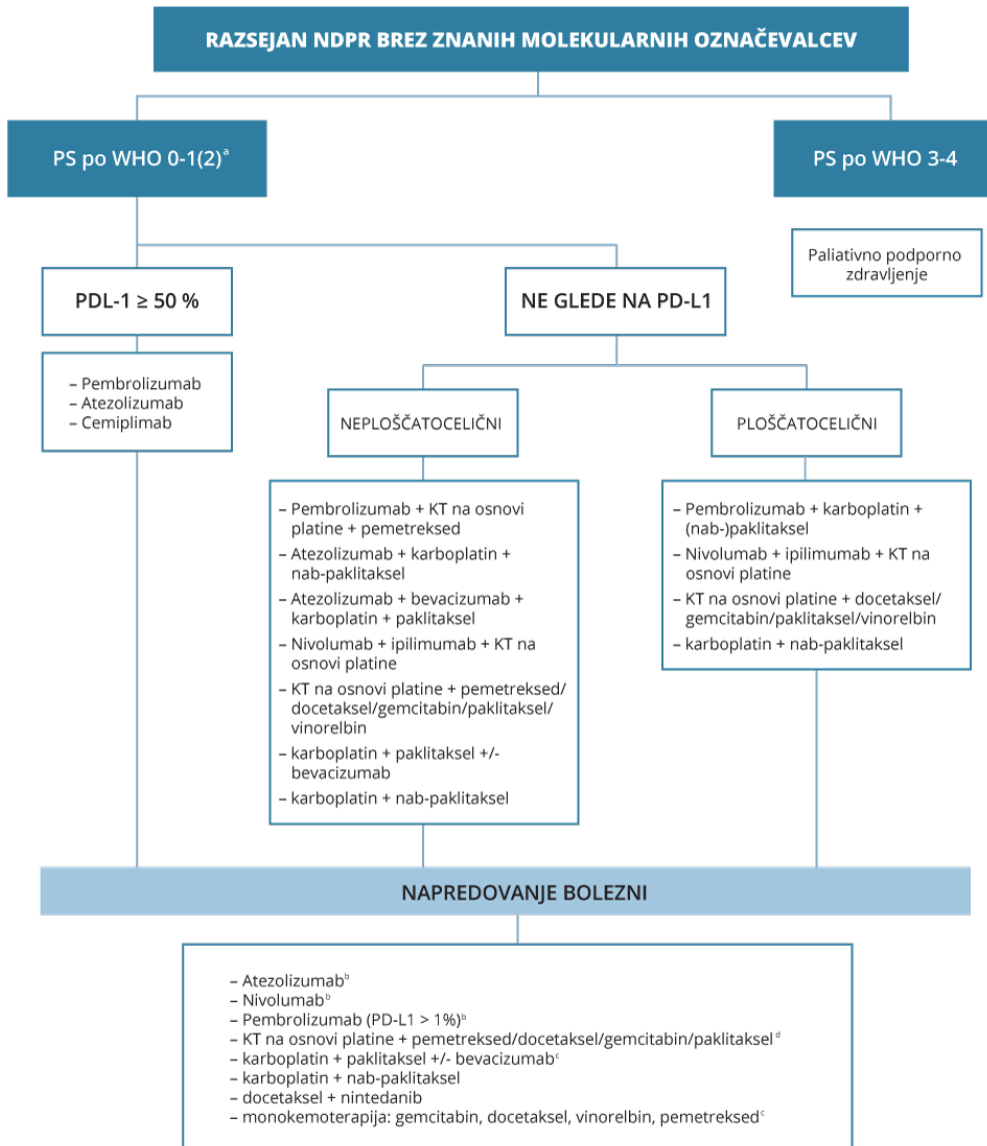 RAZSEJAN NDPR BREZ ZNANIH MOLEKULARNIH OZNAČEVALCEV
PS po WHO 0-1(2)ᵃ
PS po WHO 3-4
Paliativno podporno
zdravljenje
PDL-1 ≥ 50 %
NE GLEDE NA PD-L1
– Pembrolizumab
– Atezolizumab
– Cemiplimab
NEPLOŠČATOCELIČNI
PLOŠČATOCELIČNI
– Pembrolizumab + KT na osnovi
platine + pemetreksed
– Atezolizumab + karboplatin +
nab-paklitaksel
– Atezolizumab + bevacizumab +
karboplatin + paklitaksel
– Nivolumab + ipilimumab + KT na
osnovi platine
– KT na osnovi platine + pemetreksed/
docetaksel/gemcitabin/paklitaksel/
vinorelbin
– karboplatin + paklitaksel +/-
bevacizumab
– karboplatin + nab-paklitaksel
– Pembrolizumab + karboplatin +
(nab-)paklitaksel
– Nivolumab + ipilimumab + KT na
osnovi platine
– KT na osnovi platine + docetaksel/
gemcitabin/paklitaksel/vinorelbin
– karboplatin + nab-paklitaksel
NAPREDOVANJE BOLEZNI
– Atezolizumabᵇ
– Nivolumabᵇ
– Pembrolizumab (PD-L1 > 1%)ᵇ
– KT na osnovi platine + pemetreksed/docetaksel/gemcitabin/paklitakselᵈ
– karboplatin + paklitaksel +/- bevacizumabᶜ
– karboplatin + nab-paklitaksel
– docetaksel + nintedanib
– monokemoterapija: gemcitabin, docetaksel, vinorelbin, pemetreksedᶜ